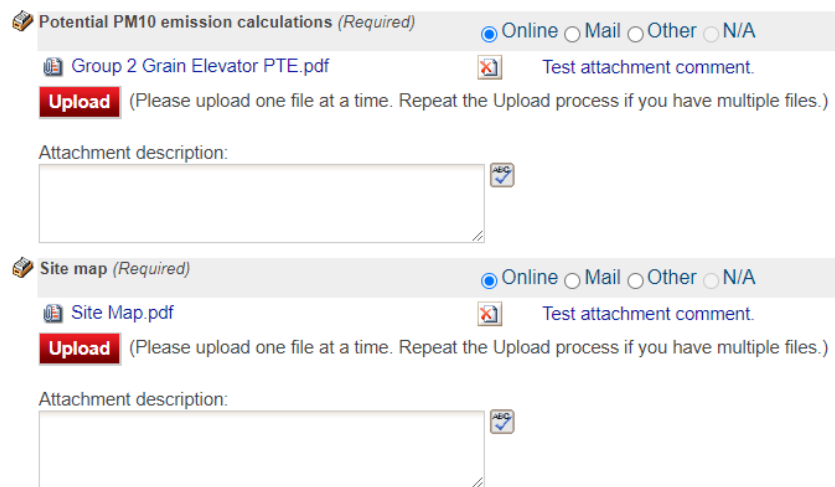 Potential PM10 emission calculations (Required) Online Mail Other N/A
Group 2 Grain Elevator PTE.pdf Test attachment comment.
Upload (Please upload one file at a time. Repeat the Upload process if you have multiple files.)
Attachment description:
ABC
Site map (Required) Online Mail Other N/A
Site Map.pdf Test attachment comment.
Upload (Please upload one file at a time. Repeat the Upload process if you have multiple files.)
Attachment description:
ABC